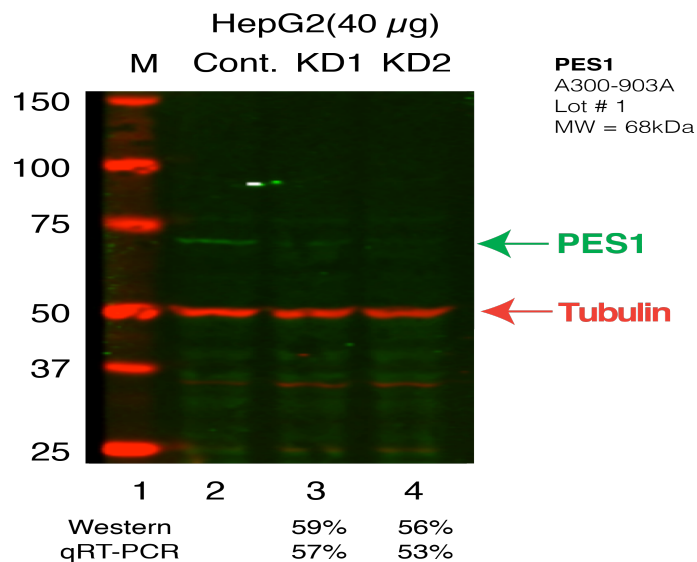 HepG2(40 µg)
M Cont. KD1 KD2
PES1
A300-903A
Lot # 1
MW = 68kDa
150
100
75
PES1
50
Tubulin
37
25
1 2 3 4
Western 59% 56%
qRT-PCR 57% 53%